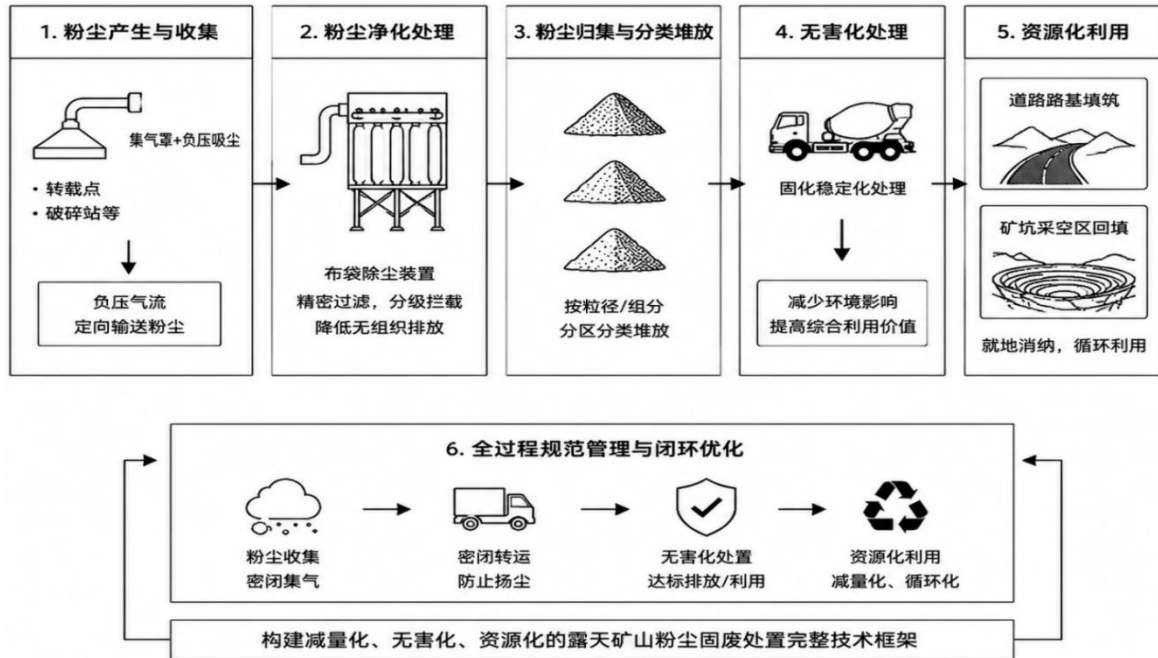 1. 粉尘产生与收集
集气罩+负压吸尘
• 转载点
• 破碎站等
负压气流
定向输送粉尘
2. 粉尘净化处理
布袋除尘装置
精密过滤，分级拦截
降低无组织排放
3. 粉尘归集与分类堆放
按粒径/组分
分区分类堆放
4. 无害化处理
固化稳定化处理
减少环境影响
提高综合利用价值
5. 资源化利用
道路路基填筑
矿坑采空区回填
就地消纳，循环利用
6. 全过程规范管理与闭环优化
粉尘收集
密闭集气
密闭转运
防止扬尘
无害化处置
达标排放/利用
资源化利用
减量化、循环化
构建减量化、无害化、资源化的露天矿山粉尘固废处置完整技术框架